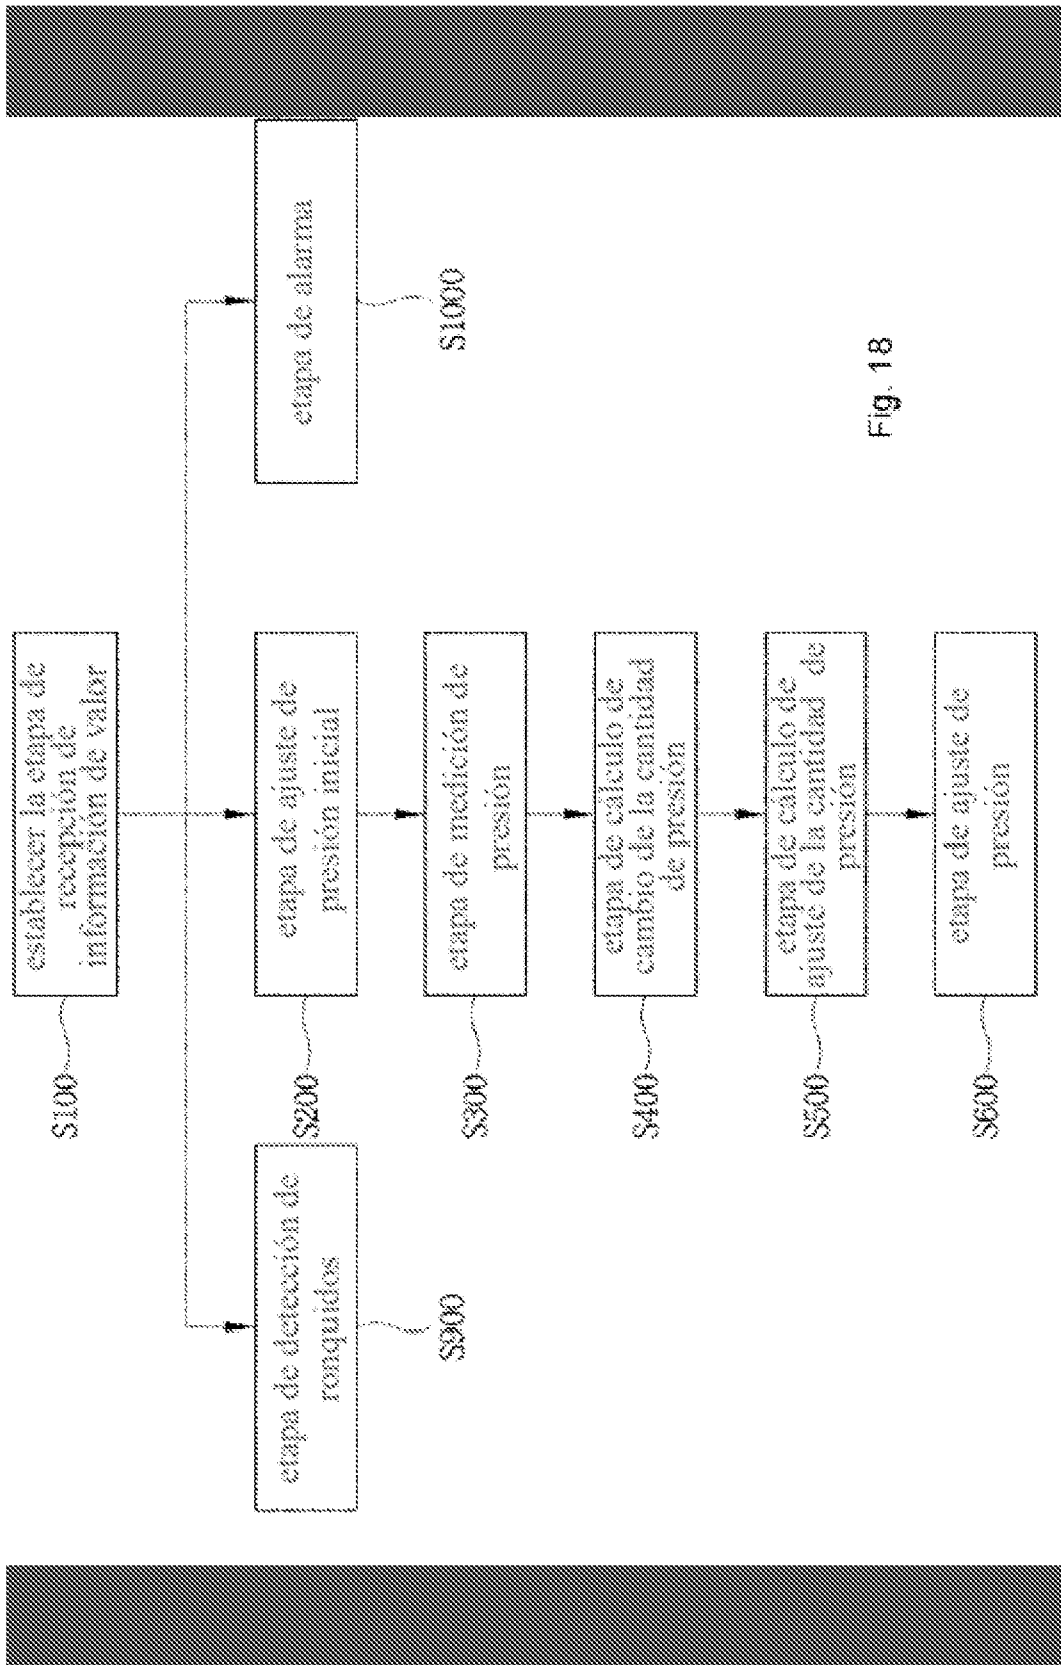 establecer la etapa de
recepción de
información de valor
S100
etapa de detección de
ronquidos
S900
etapa de ajuste de
presión inicial
S200
etapa de alarma
S1000
etapa de medición de
presión
S300
etapa de cálculo de
cambio de la cantidad
de presión
S400
etapa de cálculo de
ajuste de la cantidad de
presión
S500
etapa de ajuste de
presión
S600
Fig. 18